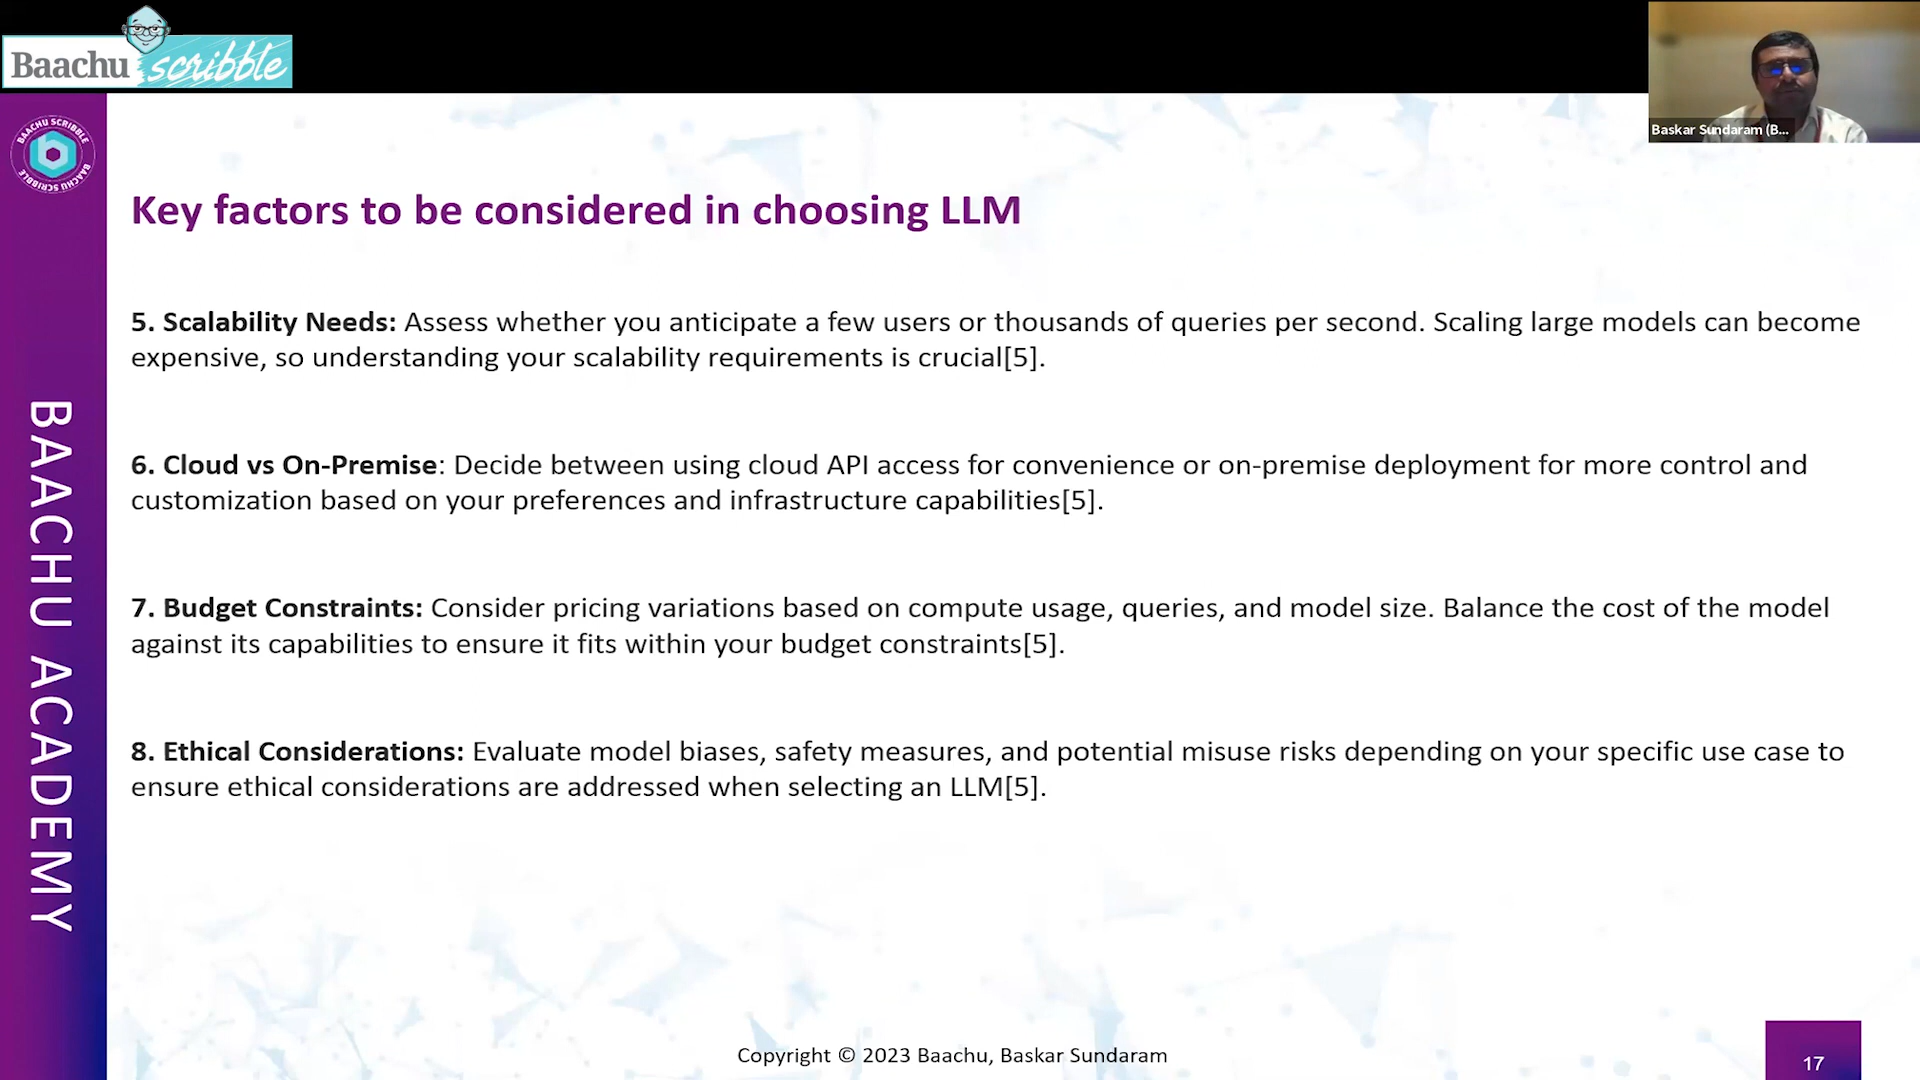 Baachu scribble
Baskar Sundaram (B...
BAACHU SCRIBBLE
BAACHU SCRIBBLE
BAACHU ACADEMY
Key factors to be considered in choosing LLM
5. Scalability Needs: Assess whether you anticipate a few users or thousands of queries per second. Scaling large models can become
expensive, so understanding your scalability requirements is crucial[5].
6. Cloud vs On-Premise: Decide between using cloud API access for convenience or on-premise deployment for more control and
customization based on your preferences and infrastructure capabilities[5].
7. Budget Constraints: Consider pricing variations based on compute usage, queries, and model size. Balance the cost of the model
against its capabilities to ensure it fits within your budget constraints[5].
8. Ethical Considerations: Evaluate model biases, safety measures, and potential misuse risks depending on your specific use case to
ensure ethical considerations are addressed when selecting an LLM[5].
Copyright © 2023 Baachu, Baskar Sundaram
17